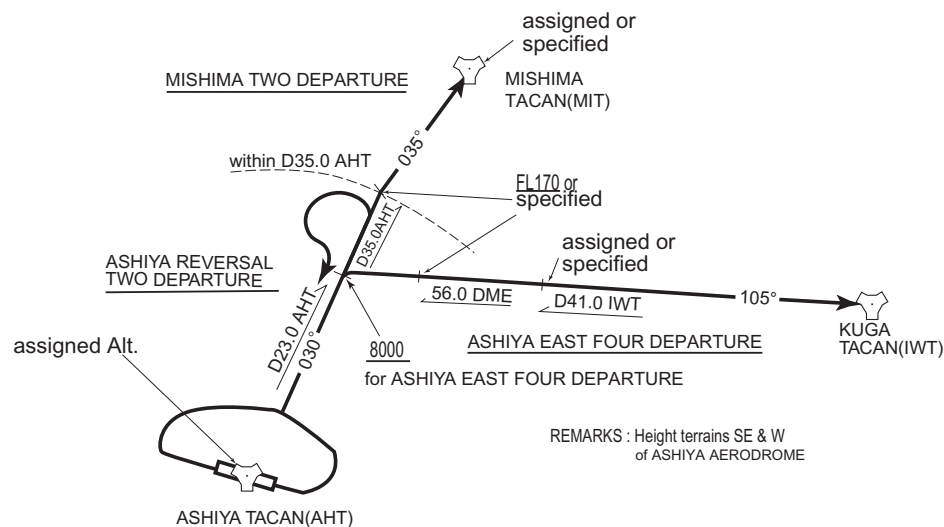 assigned or
specified
MISHIMA TWO DEPARTURE
MISHIMA
TACAN(MIT)
035°
within D35.0 AHT
FL170 or
specified
D35.0AHT
assigned or
specified
ASHIYA REVERSAL
TWO DEPARTURE
56.0 DME
D41.0 IWT
105°
D23.0 AHT
030°
KUGA
TACAN(IWT)
ASHIYA EAST FOUR DEPARTURE
assigned Alt.
8000
for ASHIYA EAST FOUR DEPARTURE
REMARKS : Height terrains SE & W
of ASHIYA AERODROME
ASHIYA TACAN(AHT)